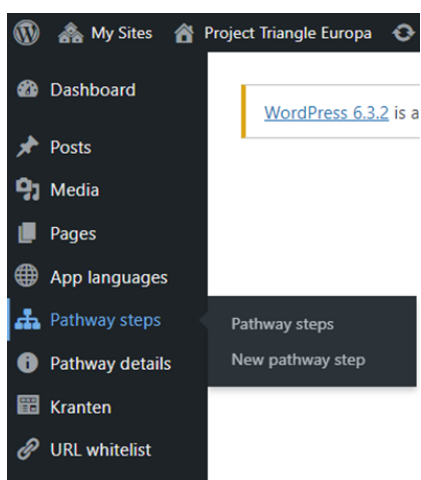 My Sites Project Triangle Europa
Dashboard
WordPress 6.3.2 is a
Posts
Media
Pages
App languages
Pathway steps
Pathway steps
New pathway step
Pathway details
Kranten
URL whitelist